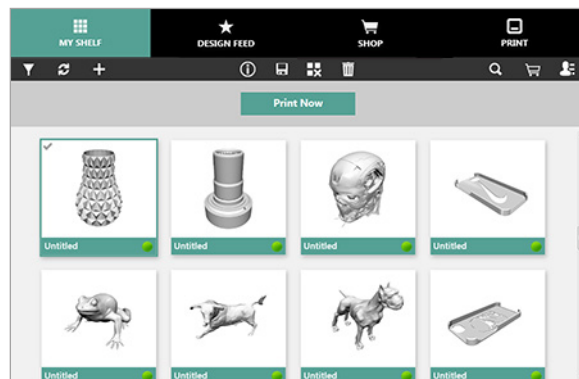 MY SHELF
DESIGN FEED
SHOP
PRINT
Print Now
Untitled
Untitled
Untitled
Untitled
Untitled
Untitled
Untitled
Untitled